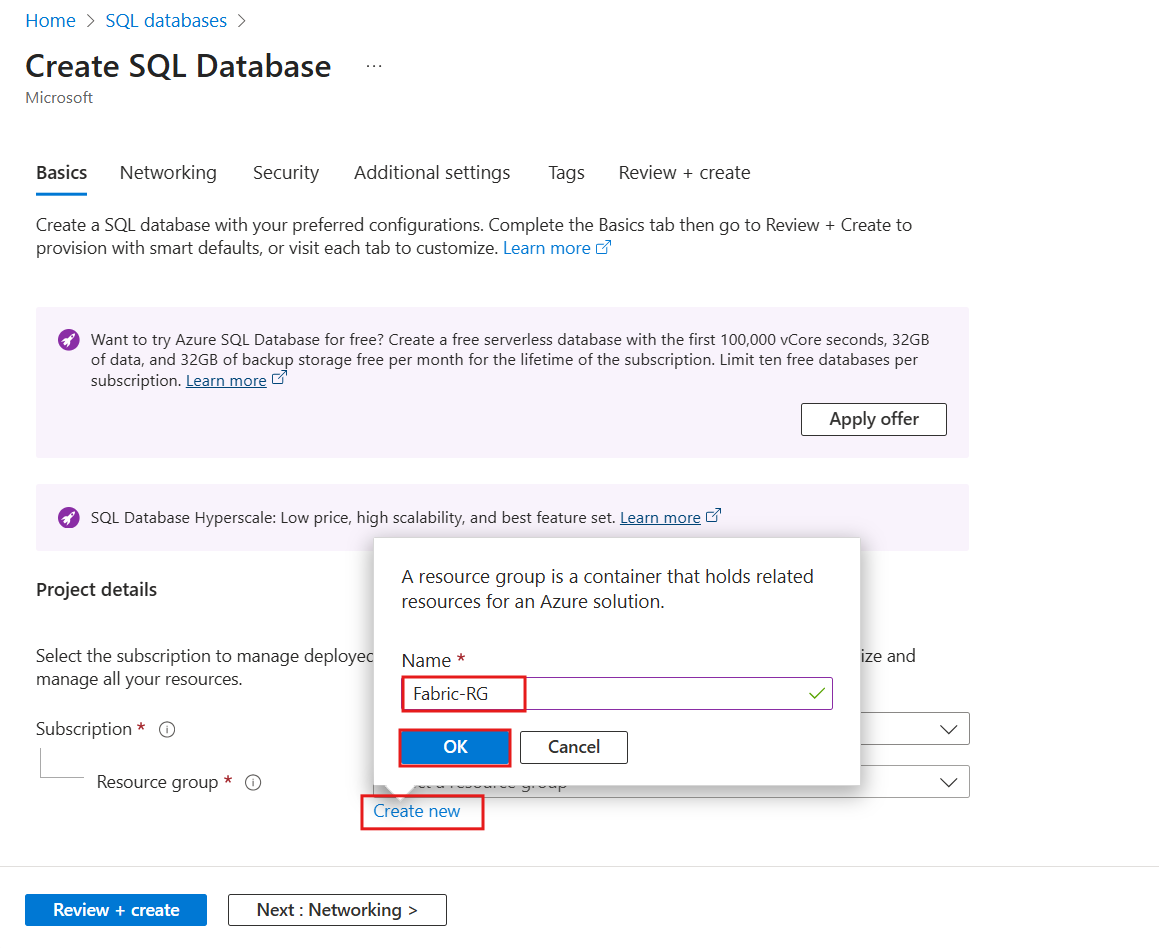 Home > SQL databases >
Create SQL Database ...
Microsoft
Basics Networking Security Additional settings Tags Review + create
Create a SQL database with your preferred configurations. Complete the Basics tab then go to Review + Create to
provision with smart defaults, or visit each tab to customize. Learn more
Want to try Azure SQL Database for free? Create a free serverless database with the first 100,000 vCore seconds, 32GB
of data, and 32GB of backup storage free per month for the lifetime of the subscription. Limit ten free databases per
subscription. Learn more
Apply offer
SQL Database Hyperscale: Low price, high scalability, and best feature set. Learn more
A resource group is a container that holds related
resources for an Azure solution.
Name *
Fabric-RG
OK Cancel
Project details
Select the subscription to manage deployed ize and
manage all your resources.
Subscription *
Resource group * a resource group
Create new
Review + create Next : Networking >